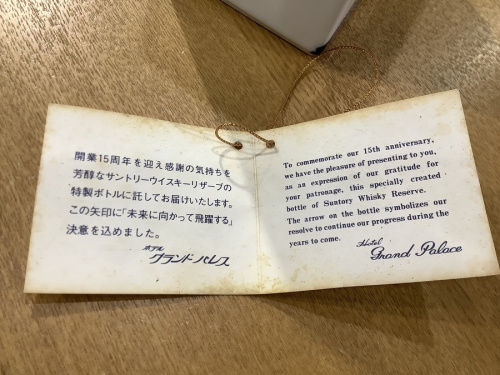 開業15周年を迎え感謝の気持ちを
芳醇なサントリーウイスキーリザーブの
特製ボトルに託してお届けいたします。
この矢印に「未来に向かって飛躍する」
決意を込めました。
ホテル
グランドパレス
To commemorate our 15th anniversary,
we have the pleasure of presenting to you,
as an expression of our gratitude for
your patronage, this specially created
bottle of Suntory Whisky Reserve.
The arrow on the bottle symbolizes our
resolve to continue our progress during the
years to come.
Hotel
Grand Palace